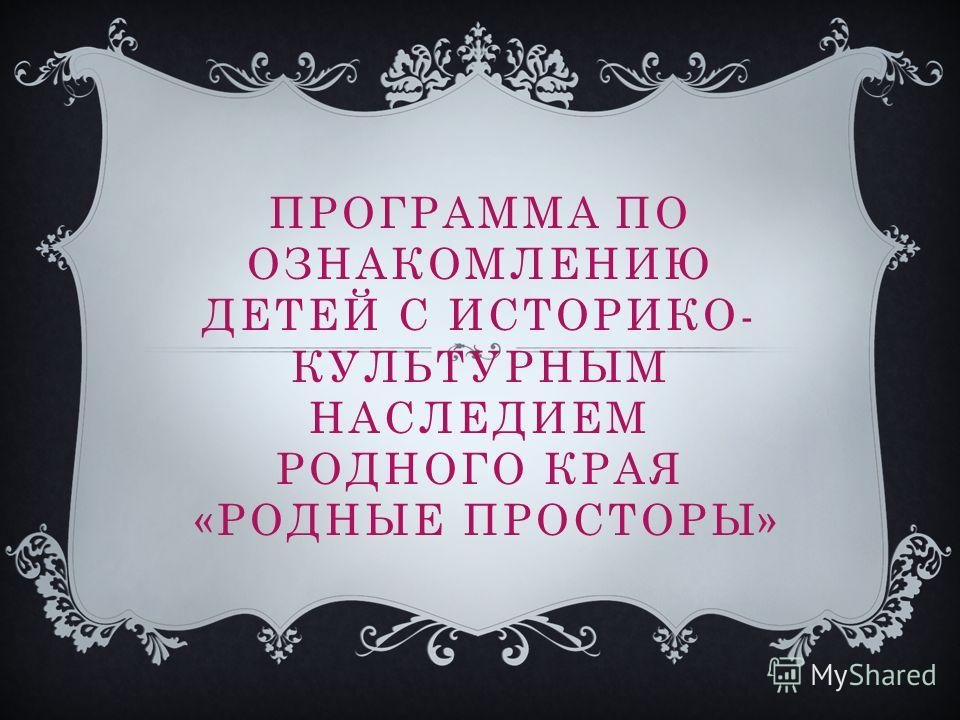 ПРОГРАММА ПО
ОЗНАКОМЛЕНИЮ
ДЕТЕЙ С ИСТОРИКО-
КУЛЬТУРНЫМ
НАСЛЕДИЕМ
РОДНОГО КРАЯ
«РОДНЫЕ ПРОСТОРЫ»
MyShared